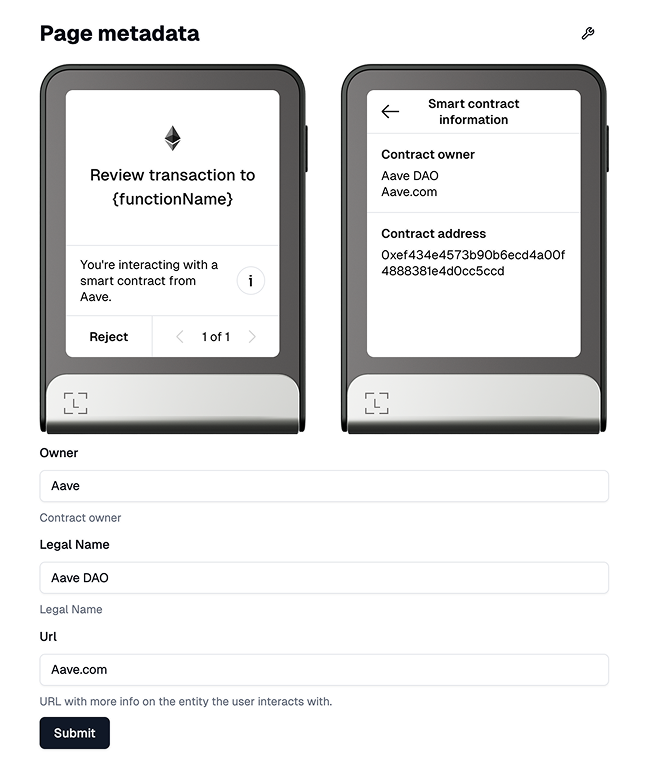 Page metadata
Review transaction to
{functionName}
You're interacting with a
smart contract from
Aave.
Reject
1 of 1
Smart contract
information
Contract owner
Aave DAO
Aave.com
Contract address
0xef434e4573b90b6ecd4a00f
4888381e4d0cc5ccd
Owner
Aave
Contract owner
Legal Name
Aave DAO
Legal Name
Url
Aave.com
URL with more info on the entity the user interacts with.
Submit